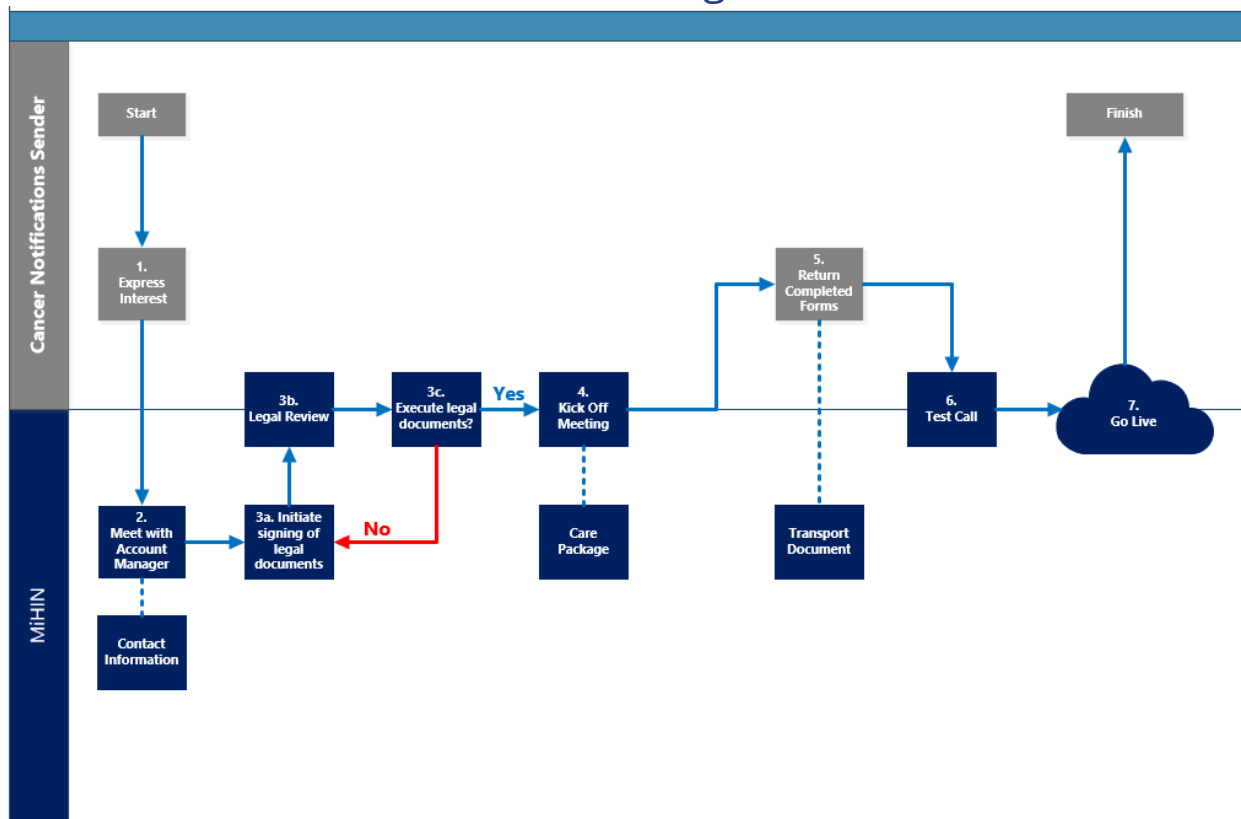 Cancer Notifications Sender
MiHIN
Start
Finish
1.
Express
Interest
5.
Return
Completed
Forms
3b.
Legal Review
3c.
Execute legal
documents?
Yes
4.
Kick Off
Meeting
6.
Test Call
7.
Go Live
2.
Meet with
Account
Manager
3a. Initiate
signing of
legal
documents
No
Care
Package
Transport
Document
Contact
Information